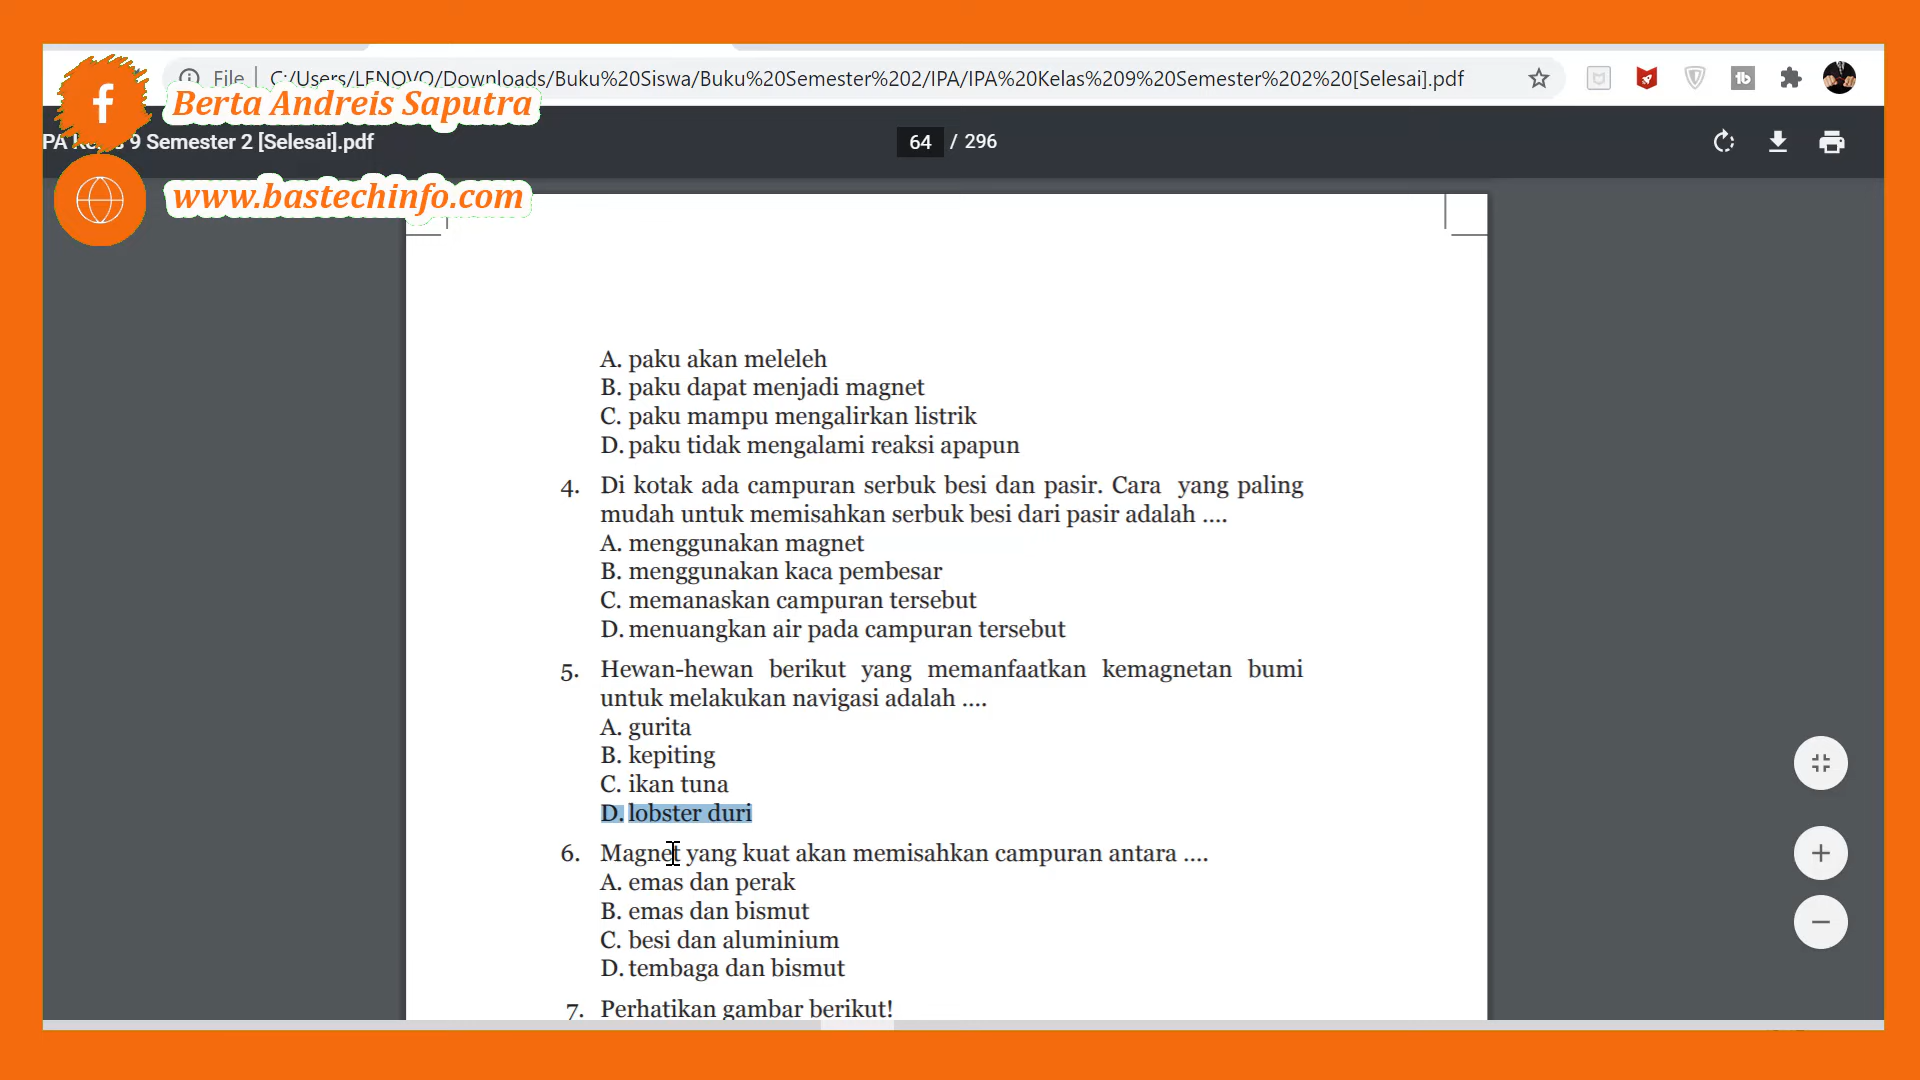 File C:/Users/LENOVO/Downloads/Buku%20Siswa/Buku%20Semester%202/IPA/IPA%20Kelas%209%20Semester%202%20[Selesai].pdf
Berta Andreis Saputra
9 Semester 2 [Selesai].pdf
64 / 296
www.bastechinfo.com
A. paku akan meleleh
B. paku dapat menjadi magnet
C. paku mampu mengalirkan listrik
D. paku tidak mengalami reaksi apapun
4. Di kotak ada campuran serbuk besi dan pasir. Cara yang paling
mudah untuk memisahkan serbuk besi dari pasir adalah ....
A. menggunakan magnet
B. menggunakan kaca pembesar
C. memanaskan campuran tersebut
D. menuangkan air pada campuran tersebut
5. Hewan-hewan berikut yang memanfaatkan kemagnetan bumi
untuk melakukan navigasi adalah ....
A. gurita
B. kepiting
C. ikan tuna
D. lobster duri
6. Magnet yang kuat akan memisahkan campuran antara ....
A. emas dan perak
B. emas dan bismut
C. besi dan aluminium
D. tembaga dan bismut
7. Perhatikan gambar berikut!